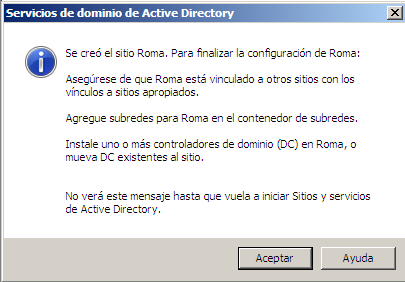 Servicios de dominio de Active Directory
Se creó el sitio Roma. Para finalizar la configuración de Roma:
Asegúrese de que Roma está vinculado a otros sitios con los
vínculos a sitios apropiados.
Agregue subredes para Roma en el contenedor de subredes.
Instale uno o más controladores de dominio (DC) en Roma, o
mueva DC existentes al sitio.
No verá este mensaje hasta que vuela a iniciar Sitios y servicios
de Active Directory.
Aceptar
Ayuda